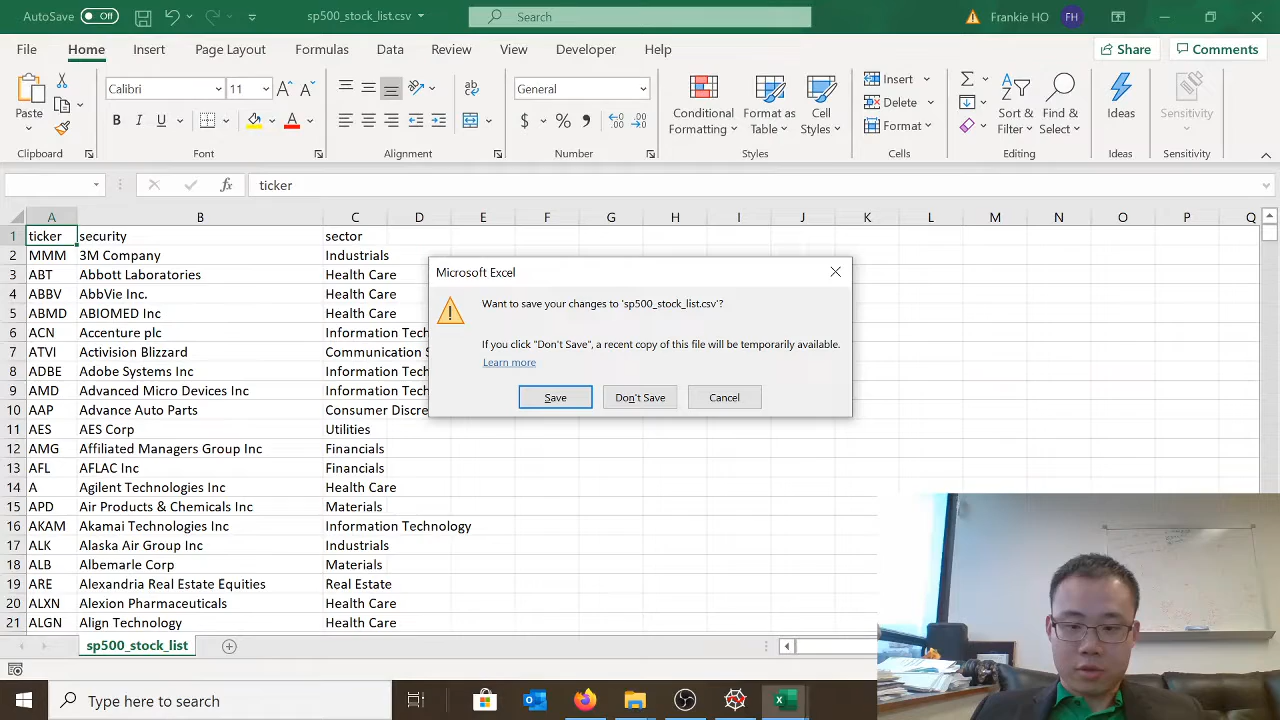 AutoSave Off sp500_stock_list.csv Search Frankie HO FH
File Home Insert Page Layout Formulas Data Review View Developer Help Share Comments
Paste
Calibri 11
B I U A
General
$ % 9
Conditional Formatting
Format as Table
Cell Styles
Insert
Delete
Format
Sort & Filter
Find & Select
Ideas
Sensitivity
Clipboard Font Alignment Number Styles Cells Editing Ideas Sensitivity
fx ticker
A B C D E F G H I J K L M N O P Q
1 ticker security sector
2 MMM 3M Company Industrials
3 ABT Abbott Laboratories Health Care
4 ABBV AbbVie Inc. Health Care
5 ABMD ABIOMED Inc Health Care
6 ACN Accenture plc Information Tech
7 ATVI Activision Blizzard Communication S
8 ADBE Adobe Systems Inc Information Tech
9 AMD Advanced Micro Devices Inc Information Tech
10 AAP Advance Auto Parts Consumer Discre
11 AES AES Corp Utilities
12 AMG Affiliated Managers Group Inc Financials
13 AFL AFLAC Inc Financials
14 A Agilent Technologies Inc Health Care
15 APD Air Products & Chemicals Inc Materials
16 AKAM Akamai Technologies Inc Information Technology
17 ALK Alaska Air Group Inc Industrials
18 ALB Albemarle Corp Materials
19 ARE Alexandria Real Estate Equities Real Estate
20 ALXN Alexion Pharmaceuticals Health Care
21 ALGN Align Technology Health Care
Microsoft Excel
Want to save your changes to 'sp500_stock_list.csv'?
If you click "Don't Save", a recent copy of this file will be temporarily available.
Learn more
Save Don't Save Cancel
sp500_stock_list
Type here to search